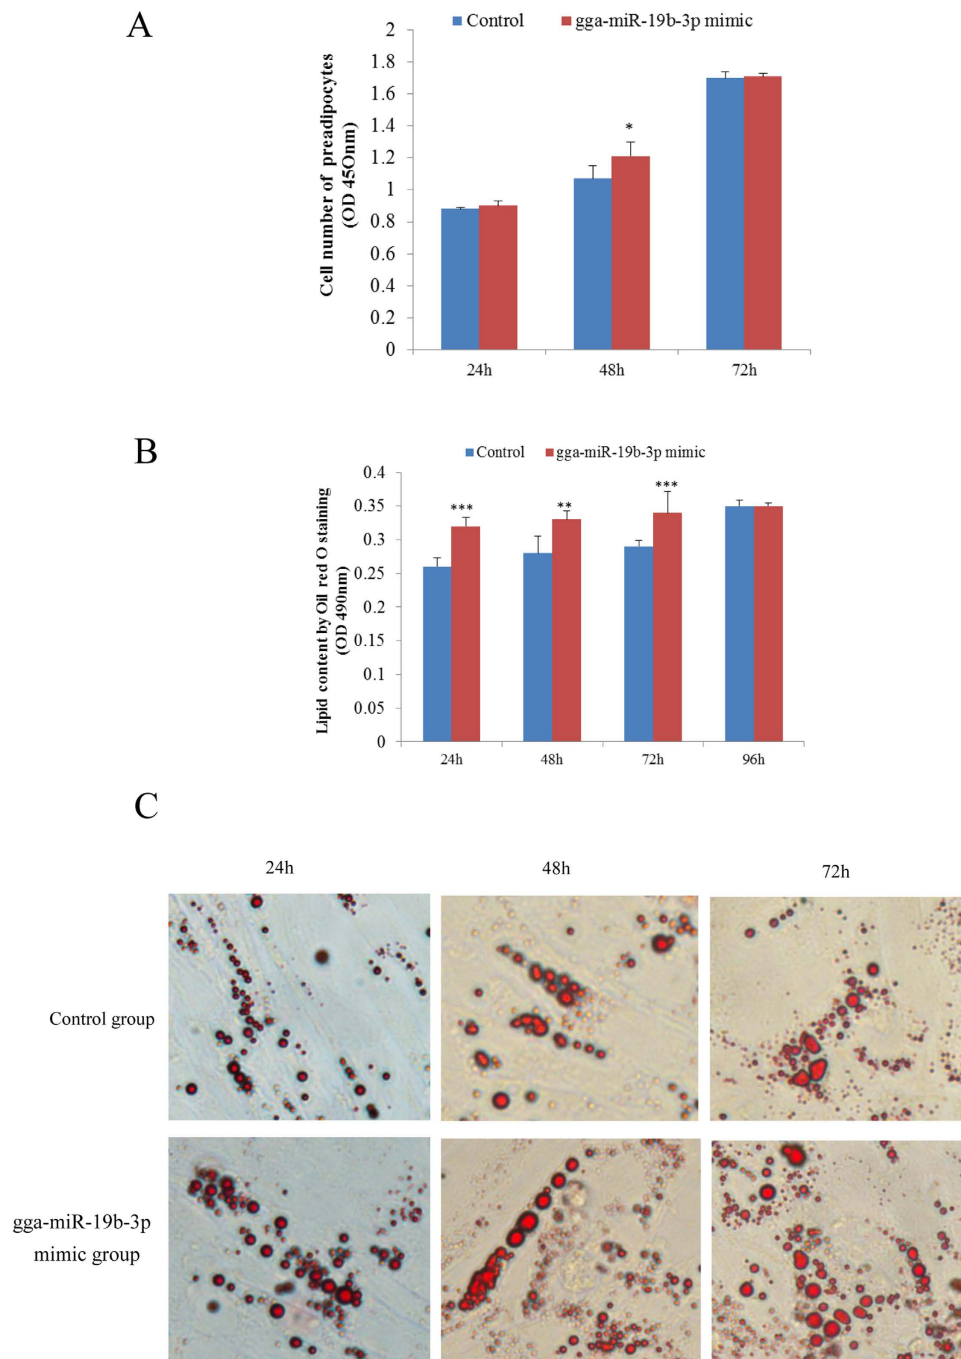 A
Control gga-miR-19b-3p mimic
Cell number of preadipocytes
(OD 45Onm)
2
1.8
1.6
1.4
1.2
1
0.8
0.6
0.4
0.2
0
*
24h 48h 72h
B
Control gga-miR-19b-3p mimic
Lipid content by Oil red O staining
(OD 490nm)
0.4
0.35
0.3
0.25
0.2
0.15
0.1
0.05
0
*** ** ***
24h 48h 72h 96h
C
24h 48h 72h
Control group
gga-miR-19b-3p
mimic group